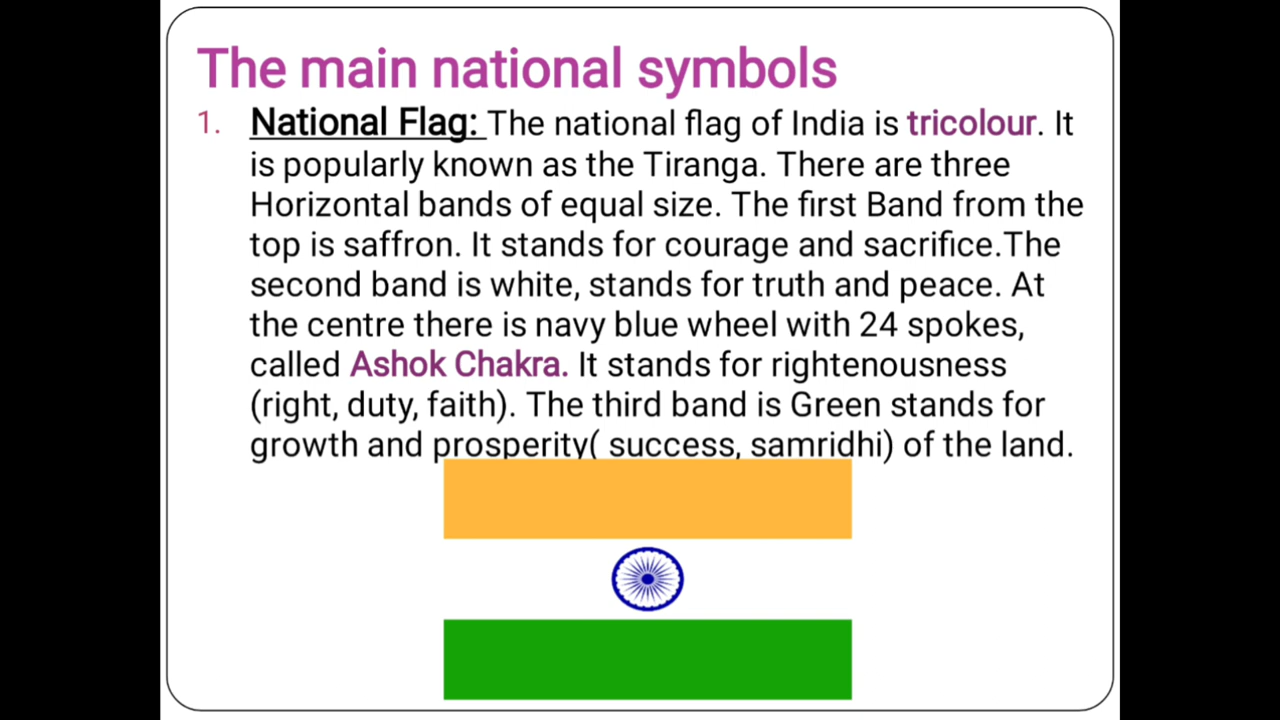 The main national symbols
1. National Flag: The national flag of India is tricolour. It
is popularly known as the Tiranga. There are three
Horizontal bands of equal size. The first Band from the
top is saffron. It stands for courage and sacrifice.The
second band is white, stands for truth and peace. At
the centre there is navy blue wheel with 24 spokes,
called Ashok Chakra. It stands for rightenousness
(right, duty, faith). The third band is Green stands for
growth and prosperity( success, samridhi) of the land.